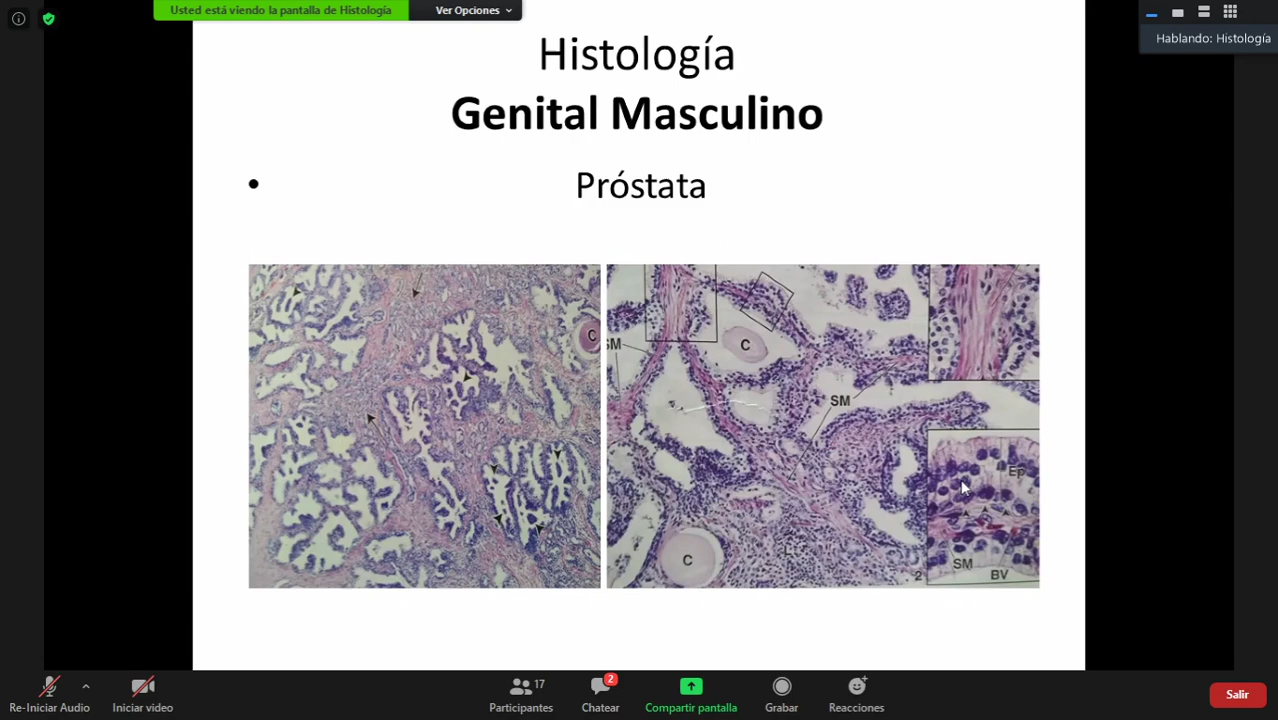 Usted está viendo la pantalla de Histología
Ver Opciones
Hablando: Histología
Histología
Genital Masculino
• Próstata
C
SM
C
SM
C
L
2
Ep
SM
BV
Re-Iniciar Audio
Iniciar video
17
Participantes
2
Chatear
Compartir pantalla
Grabar
Reacciones
Salir